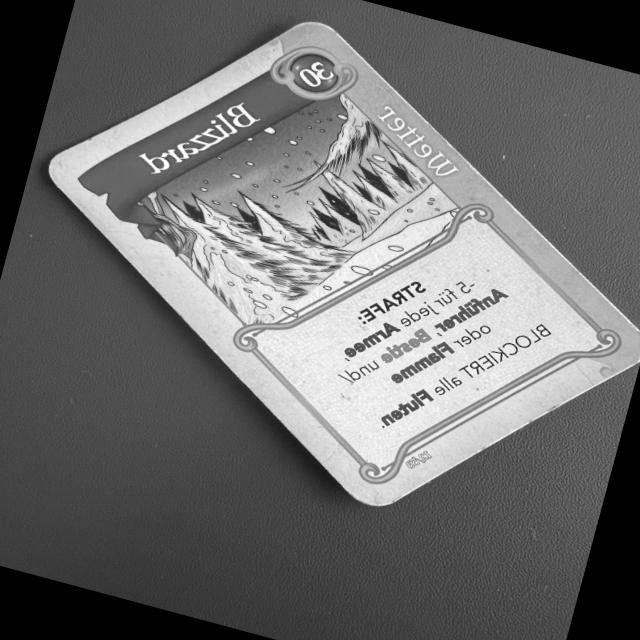 30
Blizzard
Wetter
STRAFE:
-5 für jede Armee,
Anführer, Bestie und/
oder Flamme
BLOCKIERT alle Fluten.